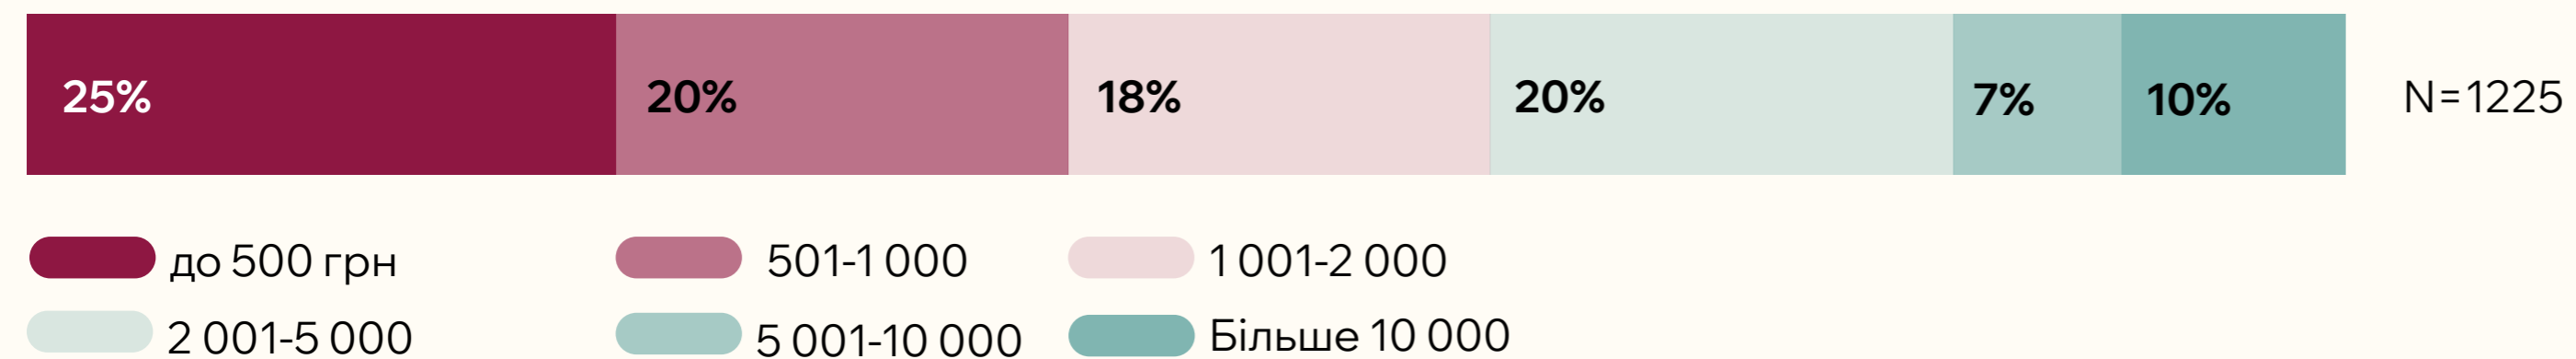 25% 20% 18% 20% 7% 10% N=1225
до 500 грн 501-1 000 1 001-2 000
2 001-5 000 5 001-10 000 Більше 10 000